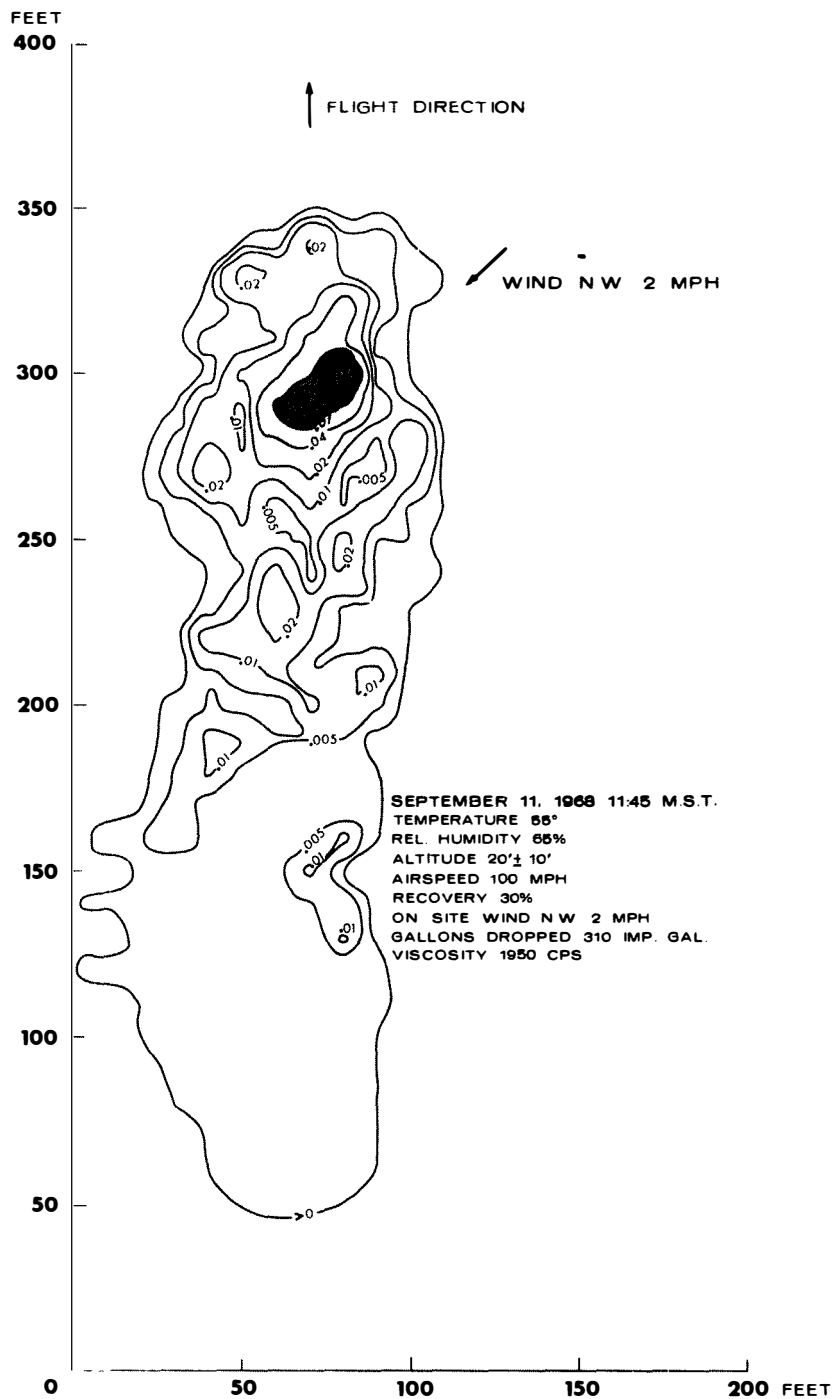 FEET
400
FLIGHT DIRECTION
350
.02
.02
WIND NW 2 MPH
300
.01
.07
.04
.02
.02
.01
.005
.005
250
.02
.02
.01
.01
200
.005
.01
SEPTEMBER 11, 1968 11:45 M.S.T.
TEMPERATURE 55°
REL. HUMIDITY 65%
ALTITUDE 20'± 10'
AIRSPEED 100 MPH
RECOVERY 30%
ON SITE WIND NW 2 MPH
GALLONS DROPPED 310 IMP. GAL.
VISCOSITY 1950 CPS
.005
150
.01
.01
100
50
>0
0 50 100 150 200 FEET